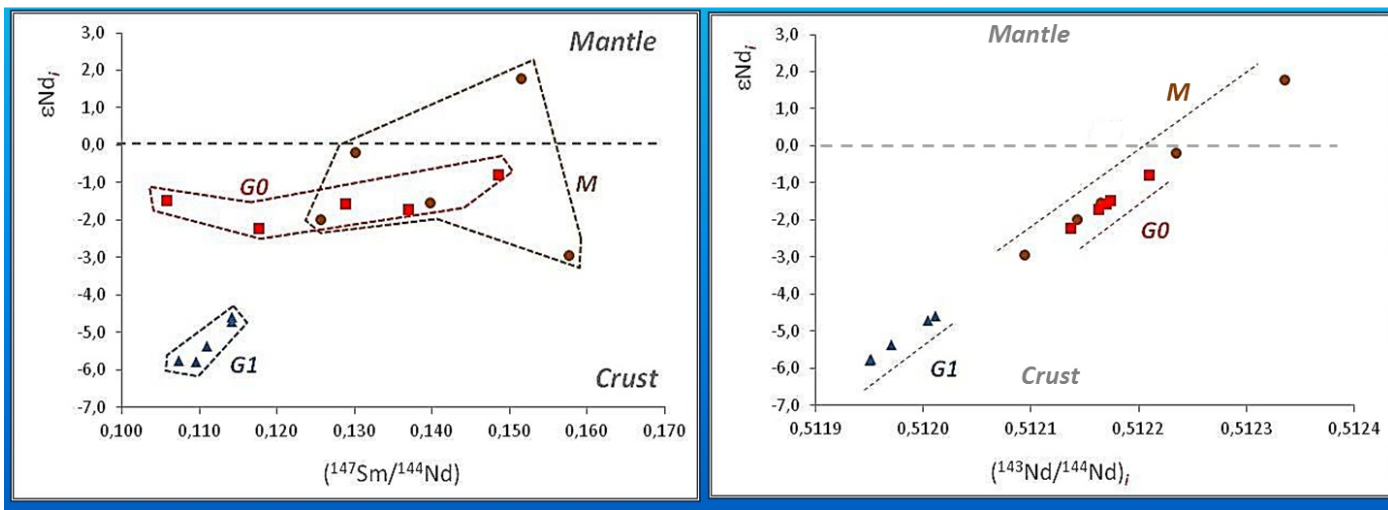 3,0
2,0
1,0
0,0
-1,0
-2,0
-3,0
-4,0
-5,0
-6,0
-7,0
εNdi
Mantle
G0
M
G1
Crust
0,100 0,110 0,120 0,130 0,140 0,150 0,160 0,170
(147Sm/144Nd)
3,0
2,0
1,0
0,0
-1,0
-2,0
-3,0
-4,0
-5,0
-6,0
-7,0
εNdi
Mantle
M
G0
G1
Crust
0,5119 0,5120 0,5121 0,5122 0,5123 0,5124
(143Nd/144Nd)i